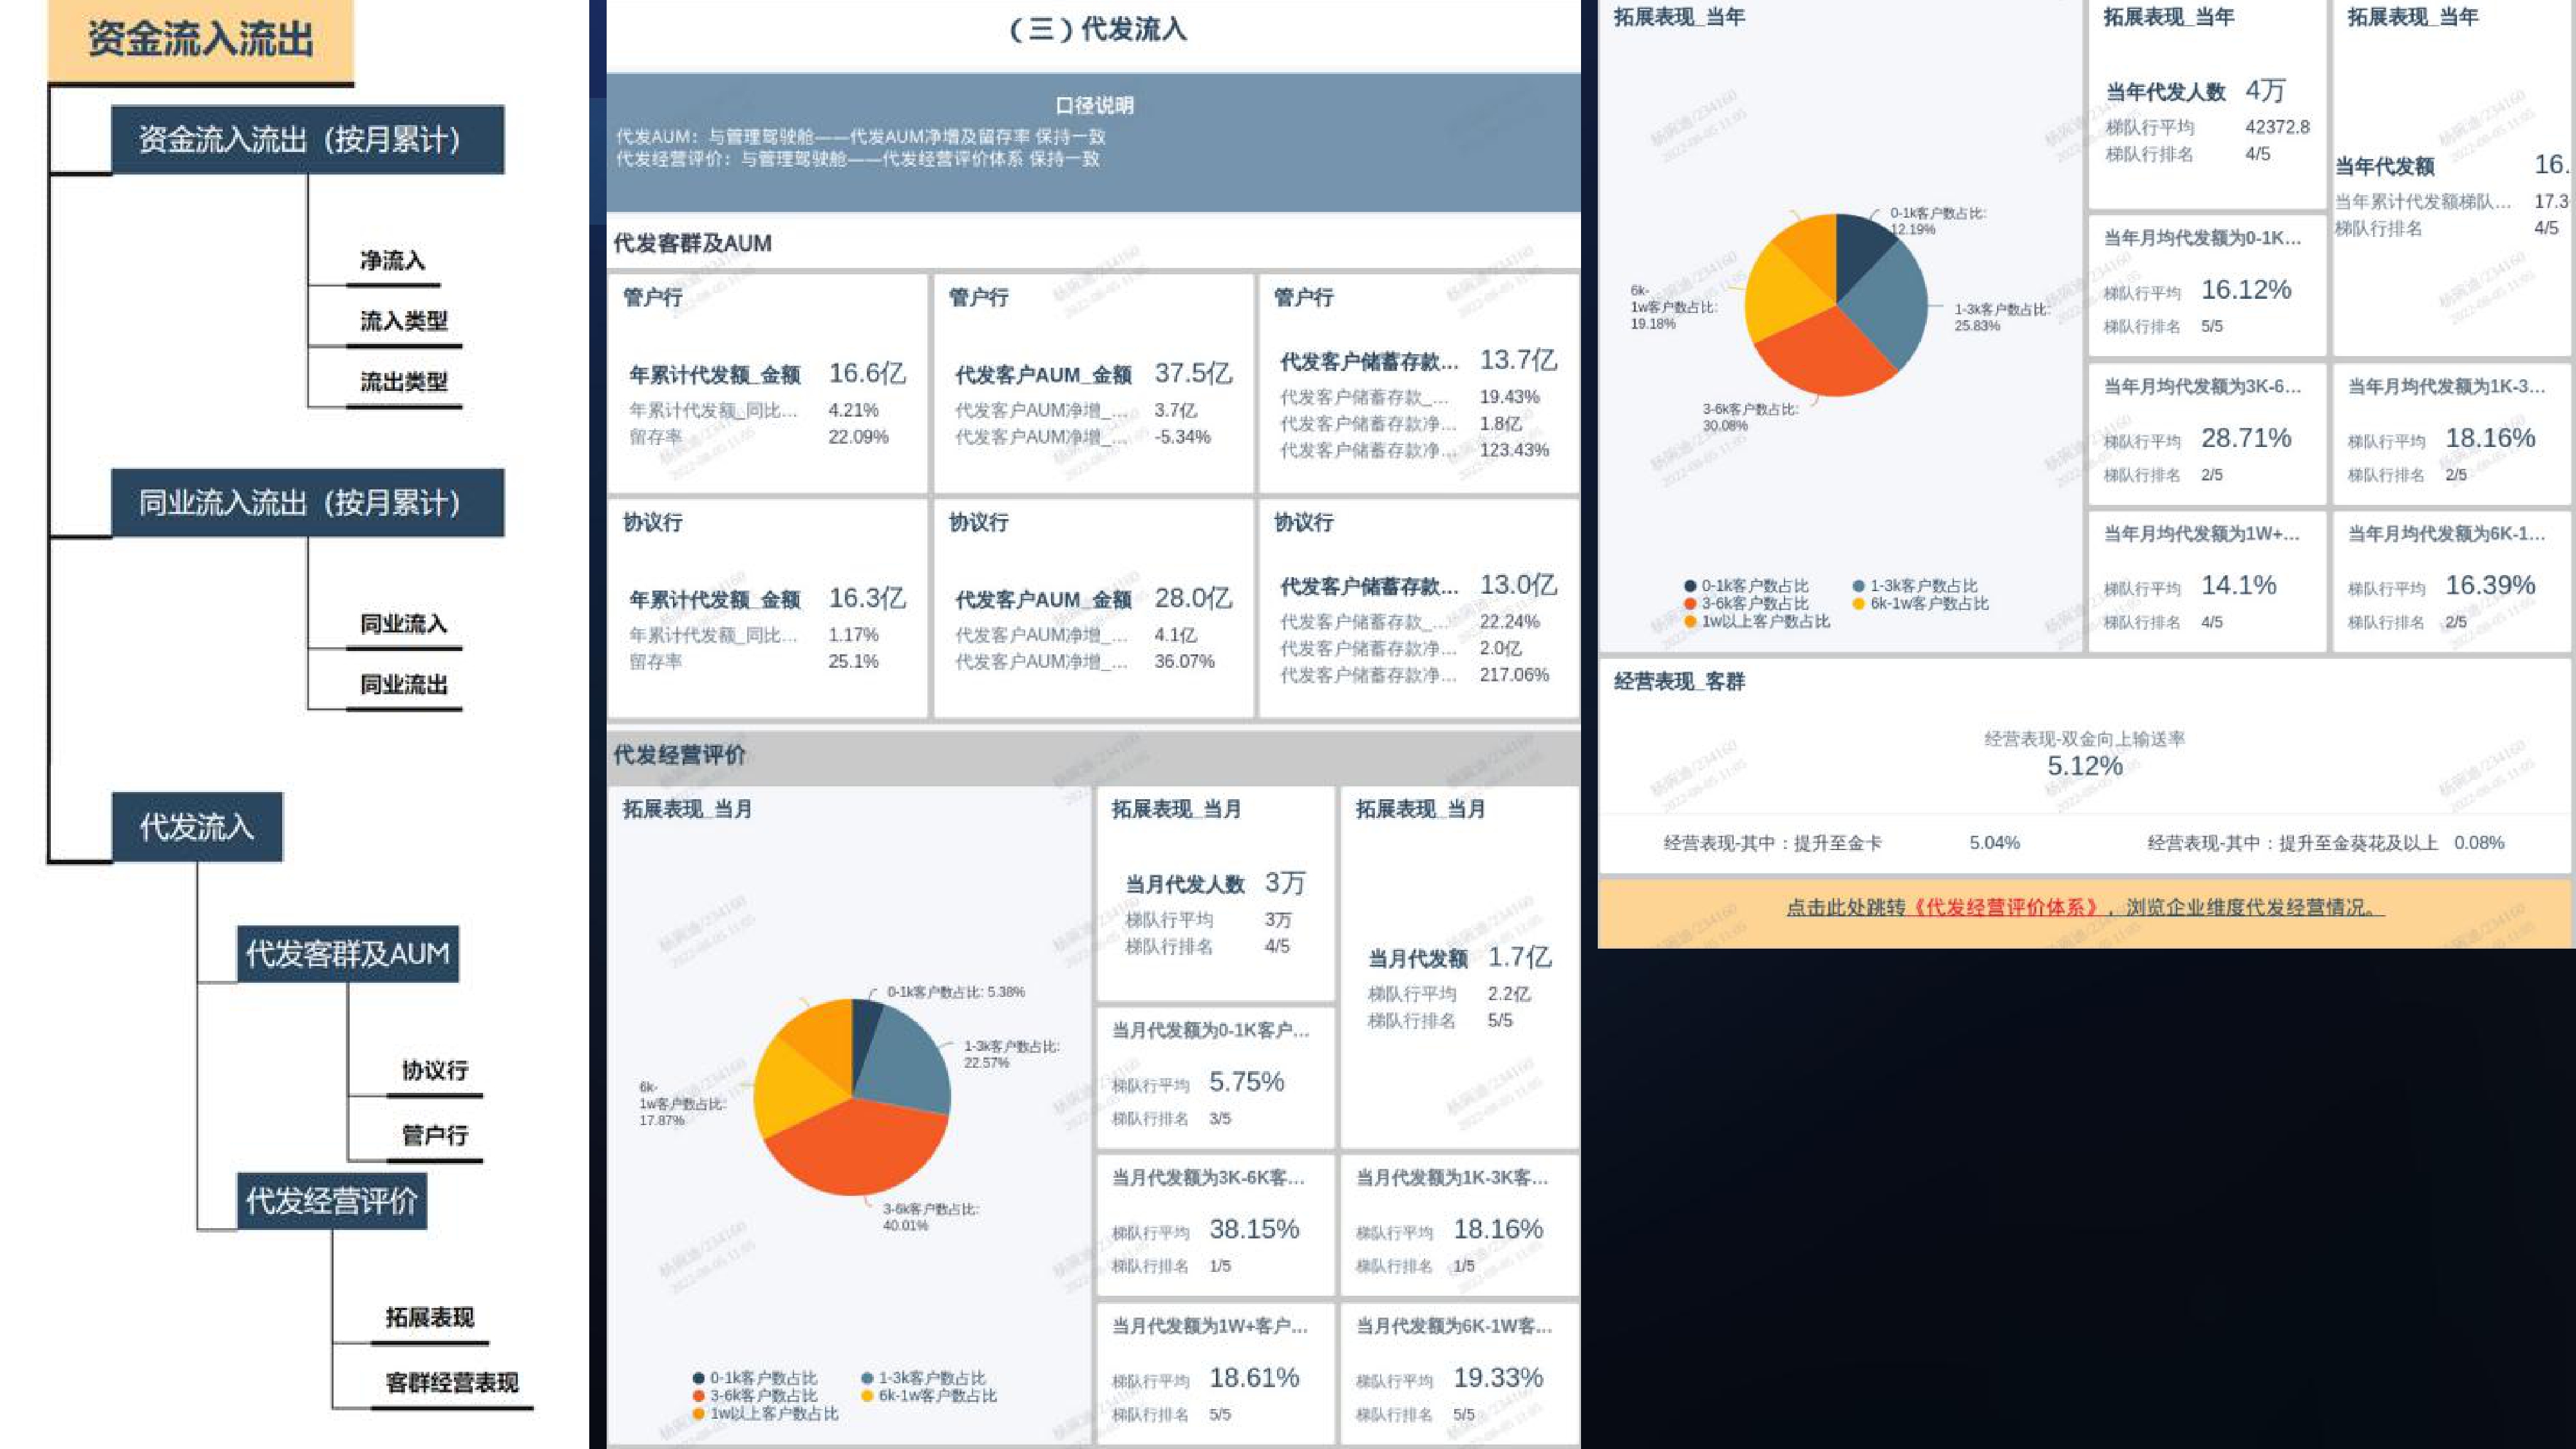 资金流入流出
资金流入流出（按月累计）
净流入
流入类型
流出类型
同业流入流出（按月累计）
同业流入
同业流出
代发流入
代发客群及AUM
协议行
管户行
代发经营评价
拓展表现
客群经营表现
（三）代发流入
口径说明
代发AUM：与管理驾驶舱——代发AUM净增及留存率 保持一致
代发经营评价：与管理驾驶舱——代发经营评价体系 保持一致
代发客群及AUM
管户行
年累计代发额_金额 16.6亿
年累计代发额_同比... 4.21%
留存率 22.09%
管户行
代发客户AUM_金额 37.5亿
代发客户AUM净增_... 3.7亿
代发客户AUM净增_... -5.34%
管户行
代发客户储蓄存款... 13.7亿
代发客户储蓄存款_... 19.43%
代发客户储蓄存款净... 1.8亿
代发客户储蓄存款净... 123.43%
协议行
年累计代发额_金额 16.3亿
年累计代发额_同比... 1.17%
留存率 25.1%
协议行
代发客户AUM_金额 28.0亿
代发客户AUM净增_... 4.1亿
代发客户AUM净增_... 36.07%
协议行
代发客户储蓄存款... 13.0亿
代发客户储蓄存款_... 22.24%
代发客户储蓄存款净... 2.0亿
代发客户储蓄存款净... 217.06%
代发经营评价
拓展表现_当月
0-1k客户数占比: 5.38%
1-3k客户数占比:
22.57%
6k-
1w客户数占比:
17.87%
3-6k客户数占比:
40.01%
0-1k客户数占比 1-3k客户数占比
3-6k客户数占比 6k-1w客户数占比
1w以上客户数占比
拓展表现_当月
当月代发人数 3万
梯队行平均 3万
梯队行排名 4/5
拓展表现_当月
当月代发额 1.7亿
梯队行平均 2.2亿
梯队行排名 5/5
当月代发额为0-1K客户...
梯队行平均 5.75%
梯队行排名 3/5
当月代发额为3K-6K客...
梯队行平均 38.15%
梯队行排名 1/5
当月代发额为1K-3K客...
梯队行平均 18.16%
梯队行排名 1/5
当月代发额为1W+客户...
梯队行平均 18.61%
梯队行排名 5/5
当月代发额为6K-1W客...
梯队行平均 19.33%
梯队行排名 5/5
拓展表现_当年
0-1k客户数占比:
12.19%
1-3k客户数占比:
25.83%
6k-
1w客户数占比:
19.18%
3-6k客户数占比:
30.08%
0-1k客户数占比 1-3k客户数占比
3-6k客户数占比 6k-1w客户数占比
1w以上客户数占比
拓展表现_当年
当年代发人数 4万
梯队行平均 42372.8
梯队行排名 4/5
拓展表现_当年
当年代发额 16.
当年累计代发额梯队... 17.3
梯队行排名 4/5
当年月均代发额为0-1K...
梯队行平均 16.12%
梯队行排名 5/5
当年月均代发额为3K-6...
梯队行平均 28.71%
梯队行排名 2/5
当年月均代发额为1K-3...
梯队行平均 18.16%
梯队行排名 2/5
当年月均代发额为1W+...
梯队行平均 14.1%
梯队行排名 4/5
当年月均代发额为6K-1...
梯队行平均 16.39%
梯队行排名 2/5
经营表现_客群
经营表现-双金向上输送率
5.12%
经营表现-其中：提升至金卡 5.04%
经营表现-其中：提升至金葵花及以上 0.08%
点击此处跳转《代发经营评价体系》，浏览企业维度代发经营情况。